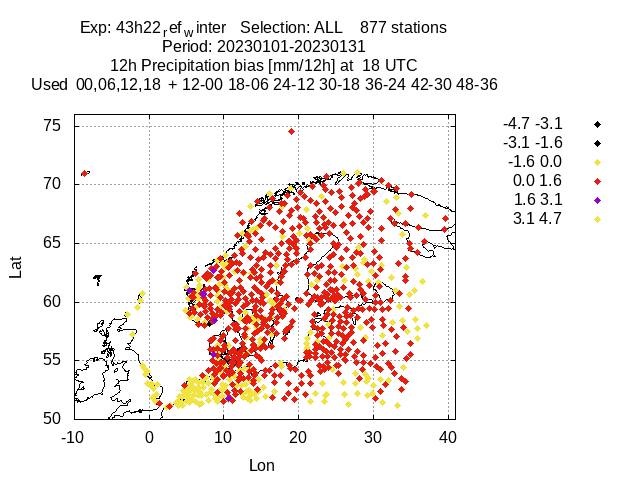 Exp: 43h22ref winter Selection: ALL 877 stations
Period: 20230101-20230131
12h Precipitation bias [mm/12h] at 18 UTC
Used 00,06,12,18 + 12-00 18-06 24-12 30-18 36-24 42-30 48-36
75
70
65
60
55
50
-10 0 10 20 30 40
Lat
Lon
-4.7 -3.1
-3.1 -1.6
-1.6 0.0
0.0 1.6
1.6 3.1
3.1 4.7